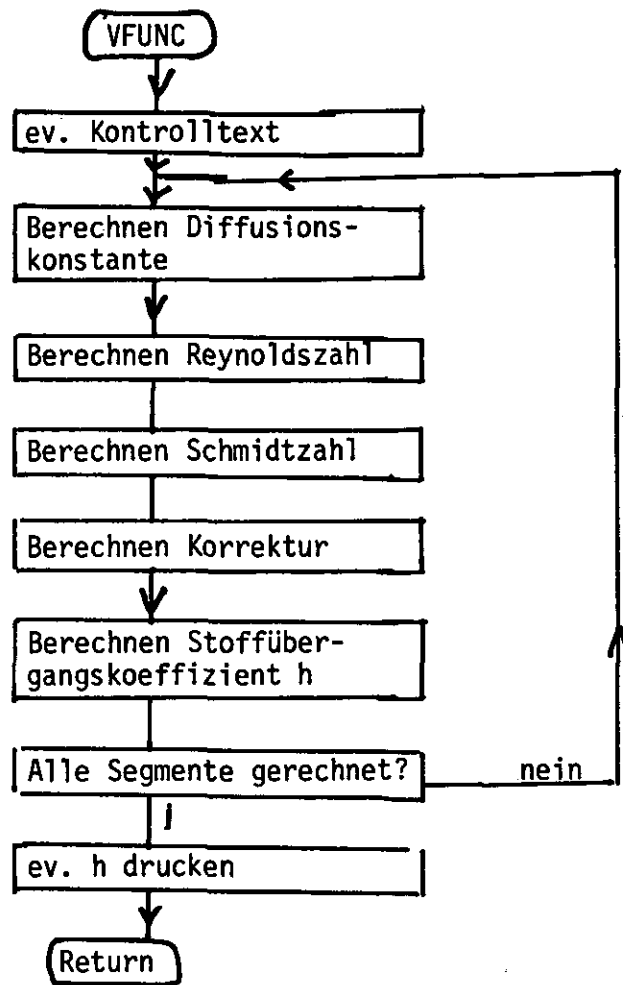 VFUNC
ev. Kontrolltext
Berechnen Diffusions-
konstante
Berechnen Reynoldszahl
Berechnen Schmidtzahl
Berechnen Korrektur
Berechnen Stoffüber-
gangskoeffizient h
Alle Segmente gerechnet?
nein
j
ev. h drucken
Return